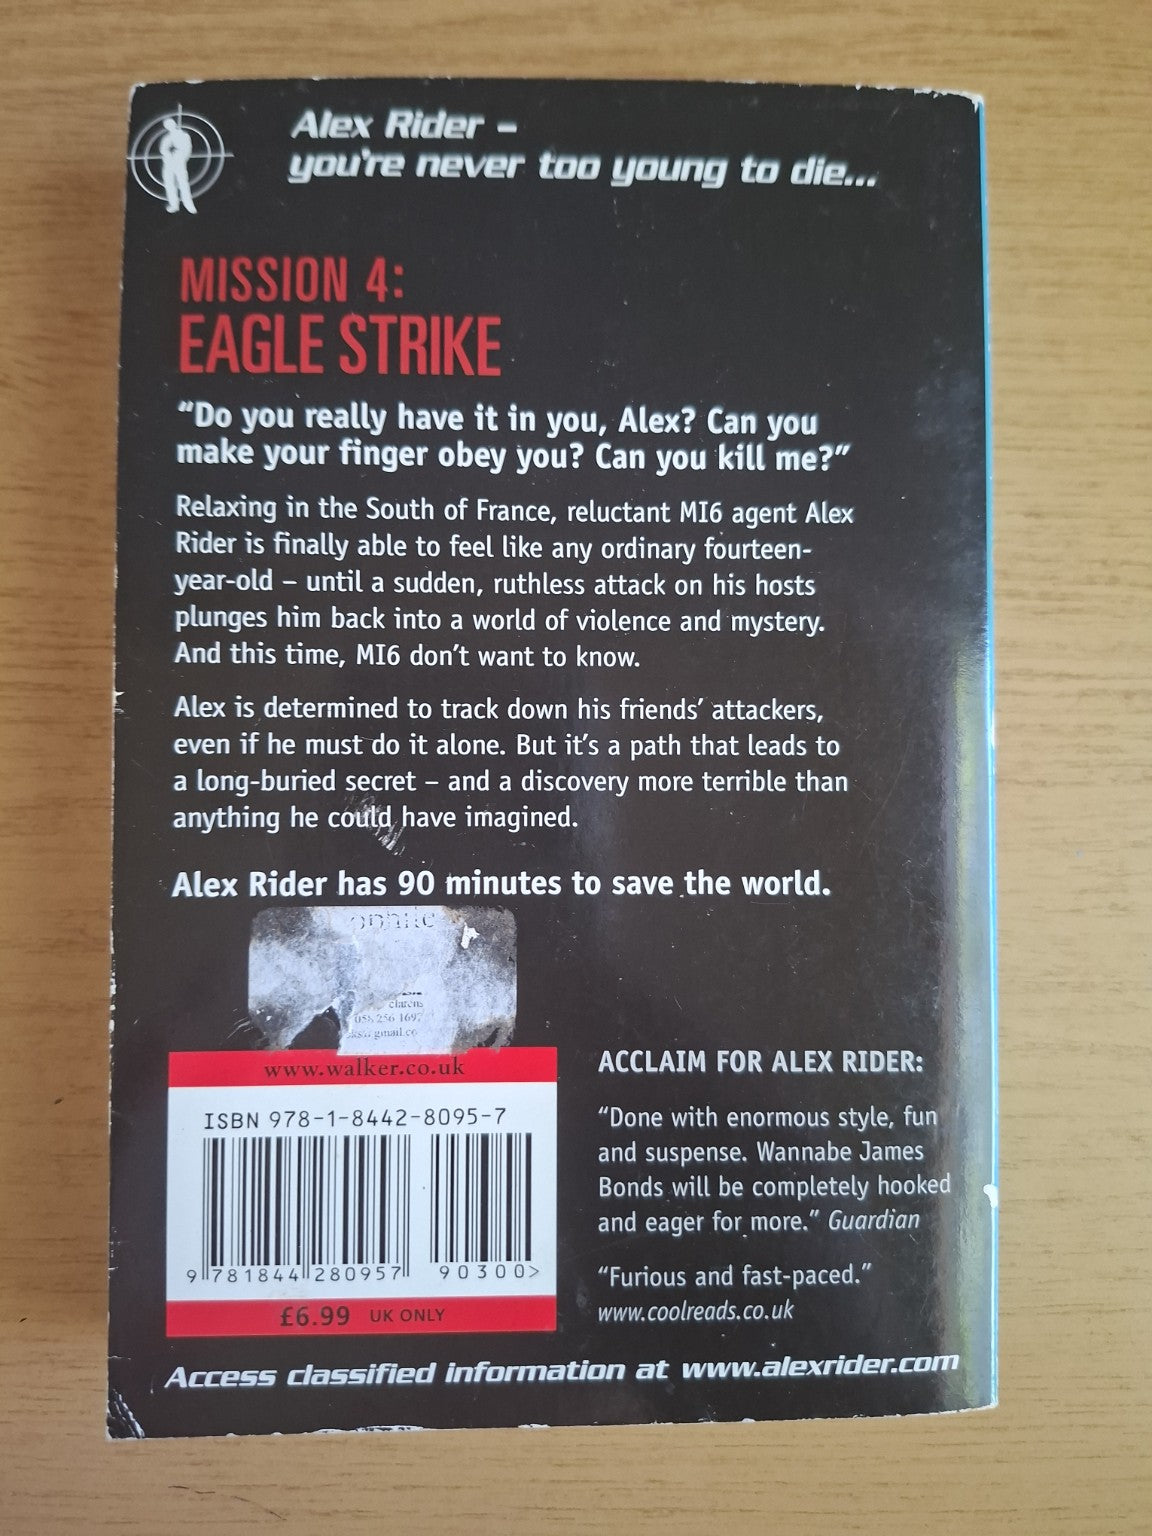 Alex Rider –
you're never too young to die...
MISSION 4:
EAGLE STRIKE
“Do you really have it in you, Alex? Can you
make your finger obey you? Can you kill me?”
Relaxing in the South of France, reluctant MI6 agent Alex
Rider is finally able to feel like any ordinary fourteen-
year-old – until a sudden, ruthless attack on his hosts
plunges him back into a world of violence and mystery.
And this time, MI6 don't want to know.
Alex is determined to track down his friends' attackers,
even if he must do it alone. But it's a path that leads to
a long-buried secret – and a discovery more terrible than
anything he could have imagined.
Alex Rider has 90 minutes to save the world.
clarens
058 256 1697
gmail.co
www.walker.co.uk
ISBN 978-1-8442-8095-7
9 781844 280957 90300>
£6.99 UK ONLY
ACCLAIM FOR ALEX RIDER:
“Done with enormous style, fun
and suspense. Wannabe James
Bonds will be completely hooked
and eager for more.” Guardian
“Furious and fast-paced.”
www.coolreads.co.uk
Access classified information at www.alexrider.com